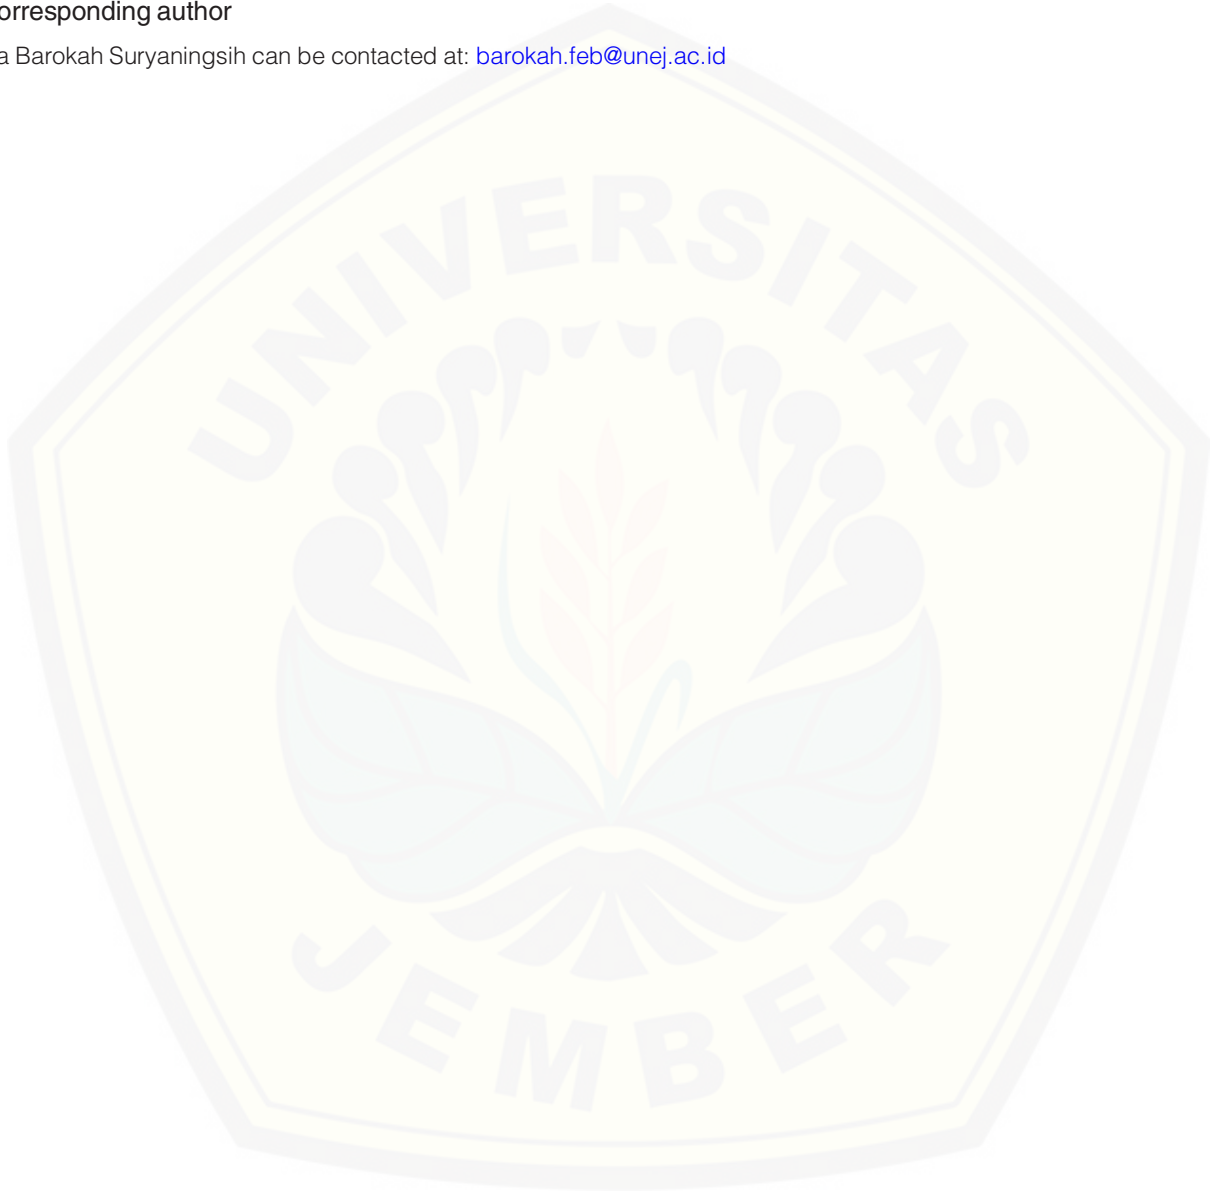 orresponding author
a Barokah Suryaningsih can be contacted at: barokah.feb@unej.ac.id
UNIVERSITAS
JEMBER